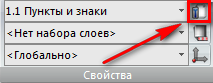 1.1 Пункты и знаки
<Нет набора слоев>
<Глобально>
Свойства